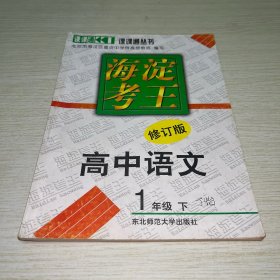 课课通丛书
海淀
考王
修订版
高中语文
1年级 下
东北师范大学出版社